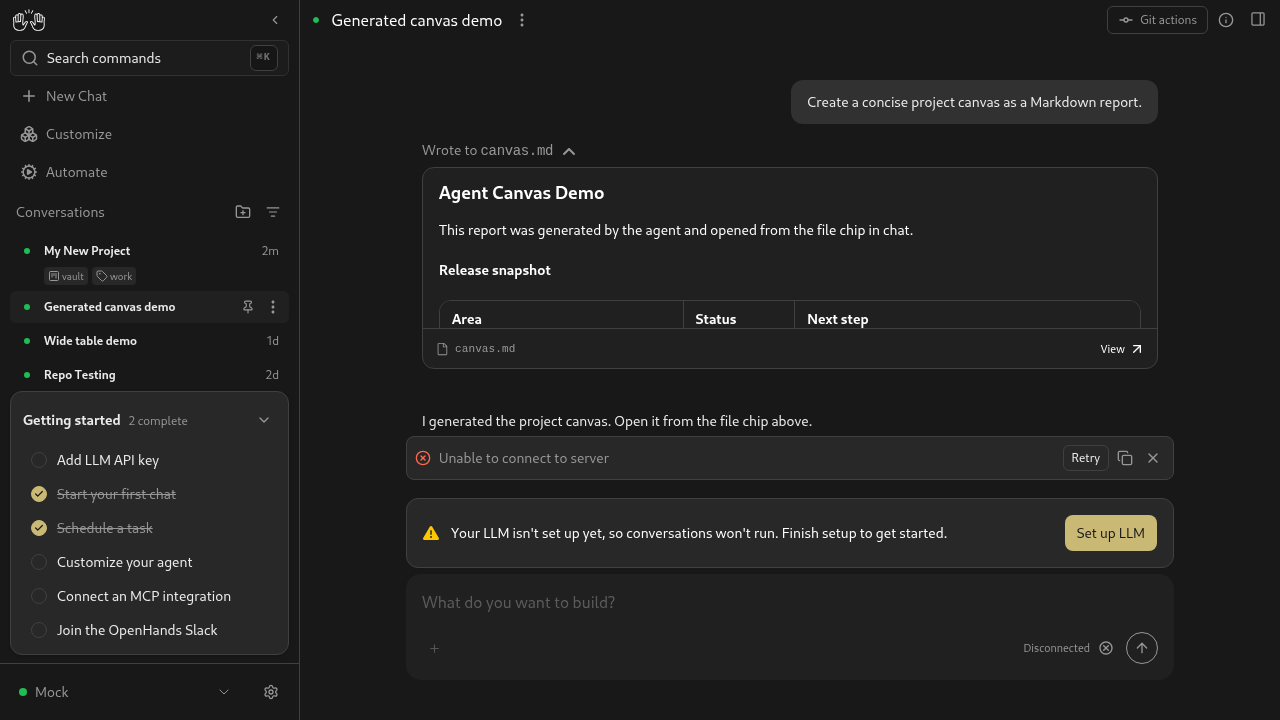 Search commands
⌘K
New Chat
Customize
Automate
Conversations
My New Project
2m
vault
work
Generated canvas demo
Wide table demo
1d
Repo Testing
2d
Getting started
2 complete
Add LLM API key
Start your first chat
Schedule a task
Customize your agent
Connect an MCP integration
Join the OpenHands Slack
Mock
Generated canvas demo
Git actions
Create a concise project canvas as a Markdown report.
Wrote to canvas.md
Agent Canvas Demo
This report was generated by the agent and opened from the file chip in chat.
Release snapshot
Area
Status
Next step
canvas.md
View
I generated the project canvas. Open it from the file chip above.
Unable to connect to server
Retry
Your LLM isn't set up yet, so conversations won't run. Finish setup to get started.
Set up LLM
What do you want to build?
Disconnected